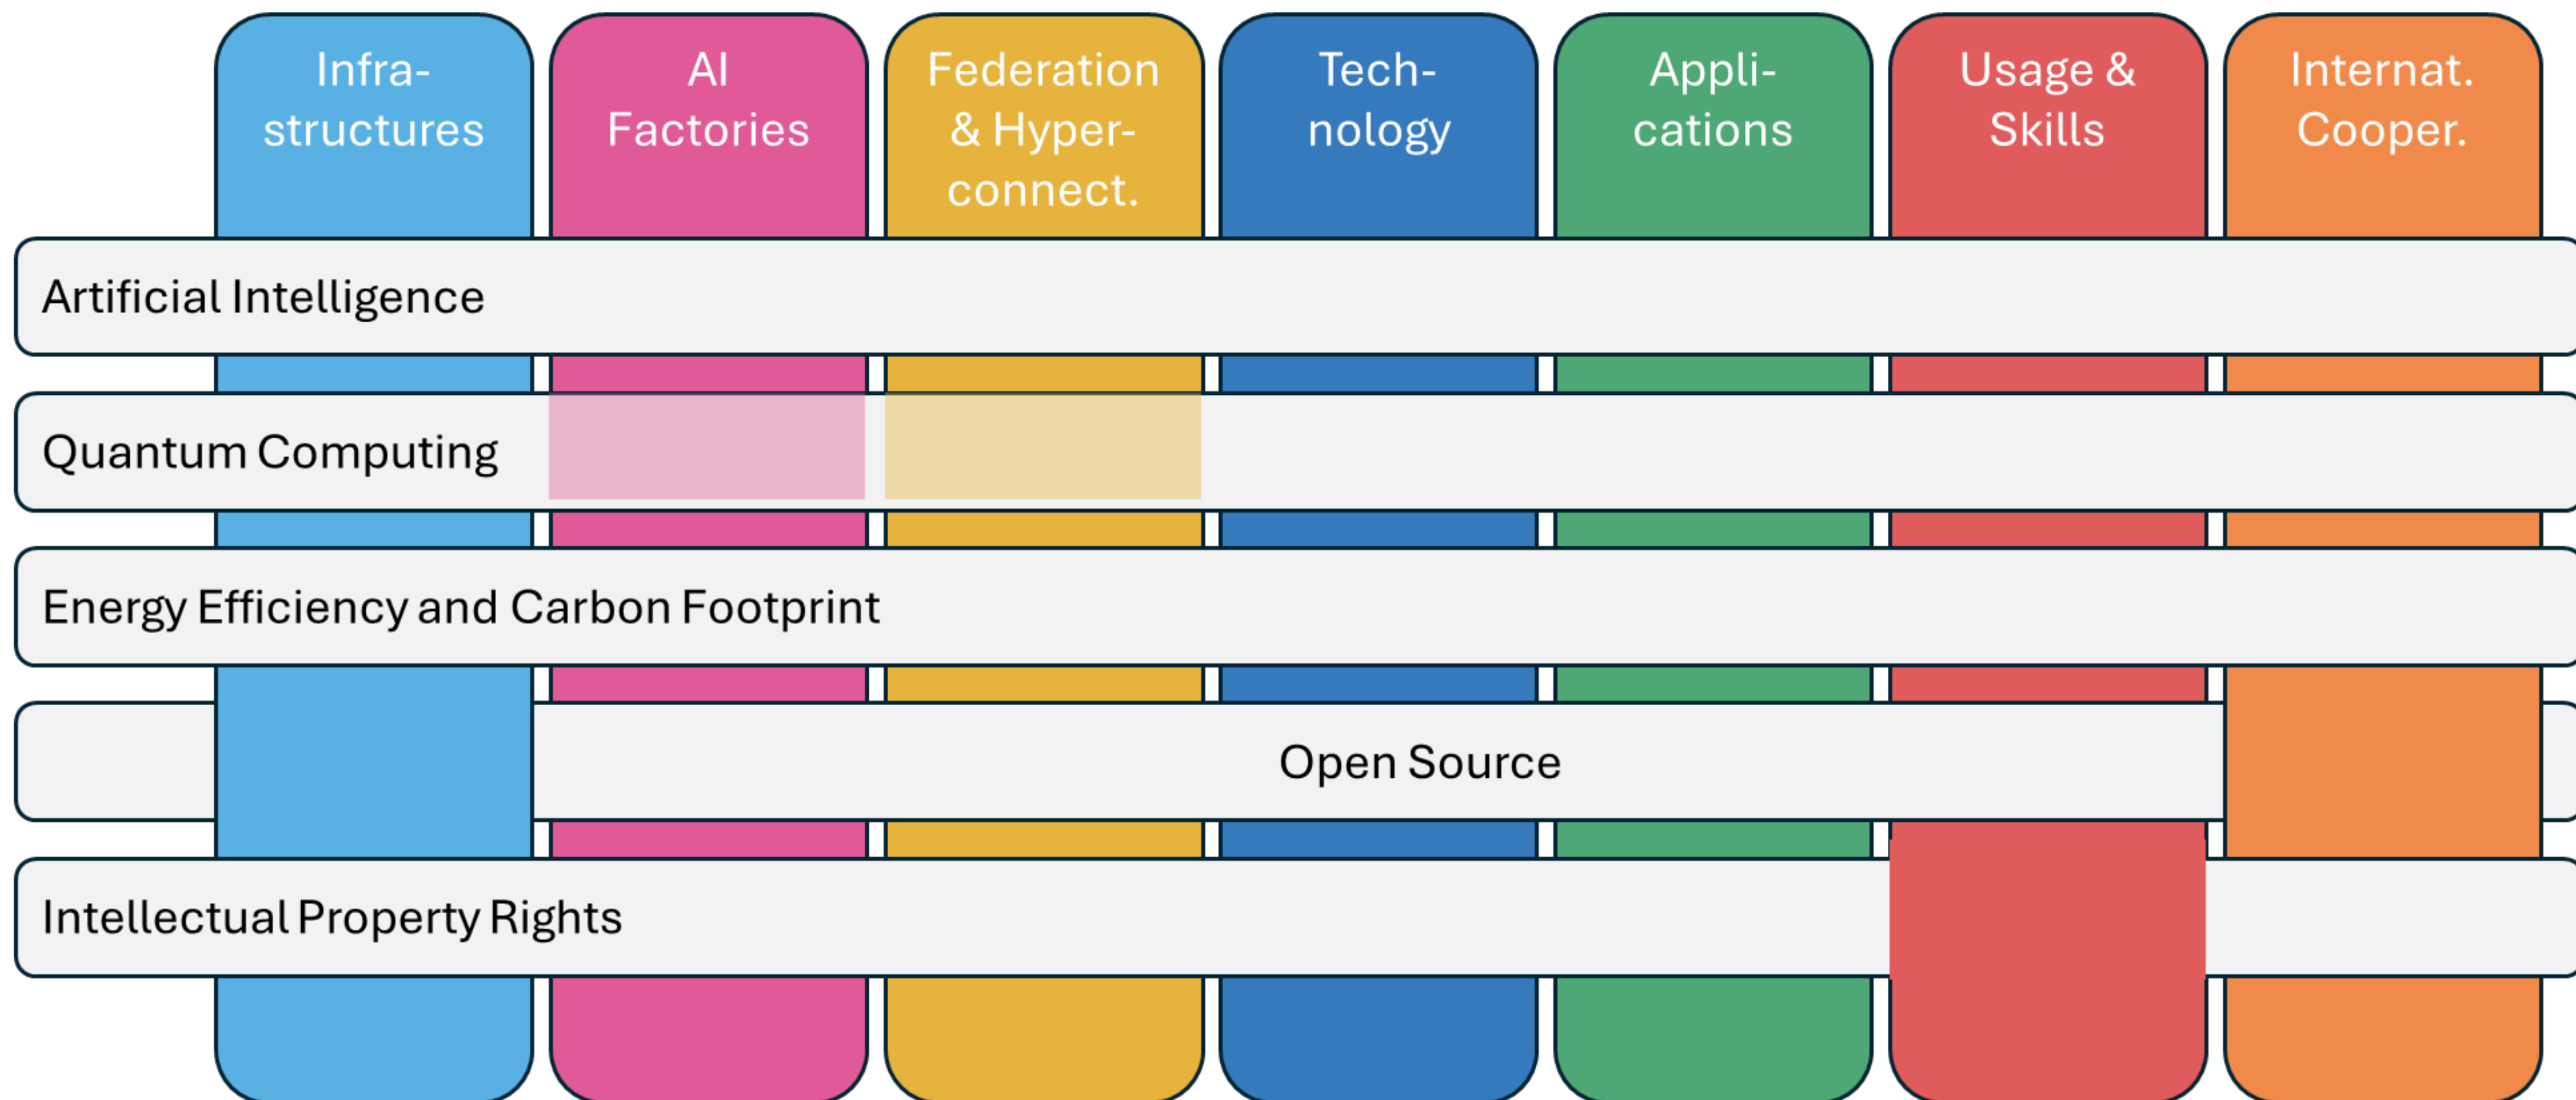 Infra-
structures
AI
Factories
Federation
& Hyper-
connect.
Tech-
nology
Appli-
cations
Usage &
Skills
Internat.
Cooper.
Artificial Intelligence
Quantum Computing
Energy Efficiency and Carbon Footprint
Open Source
Intellectual Property Rights